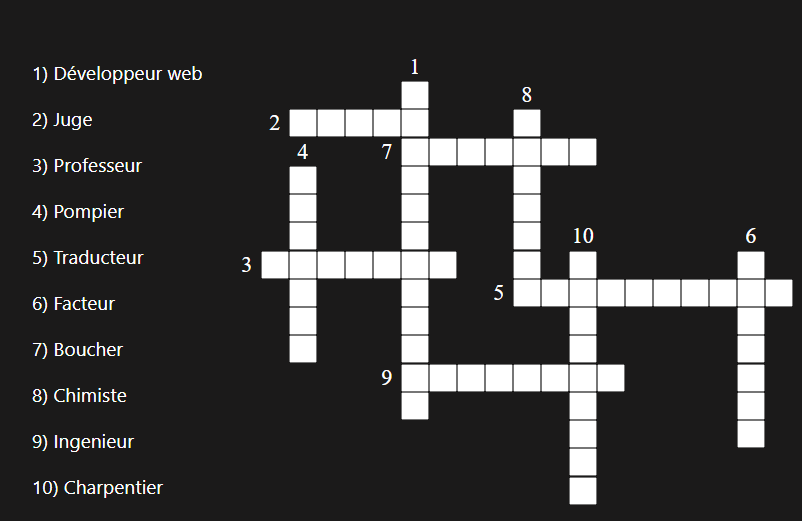 1) Développeur web
2) Juge
3) Professeur
4) Pompier
5) Traducteur
6) Facteur
7) Boucher
8) Chimiste
9) Ingenieur
10) Charpentier
1
8
2
4
7
10
6
3
5
9